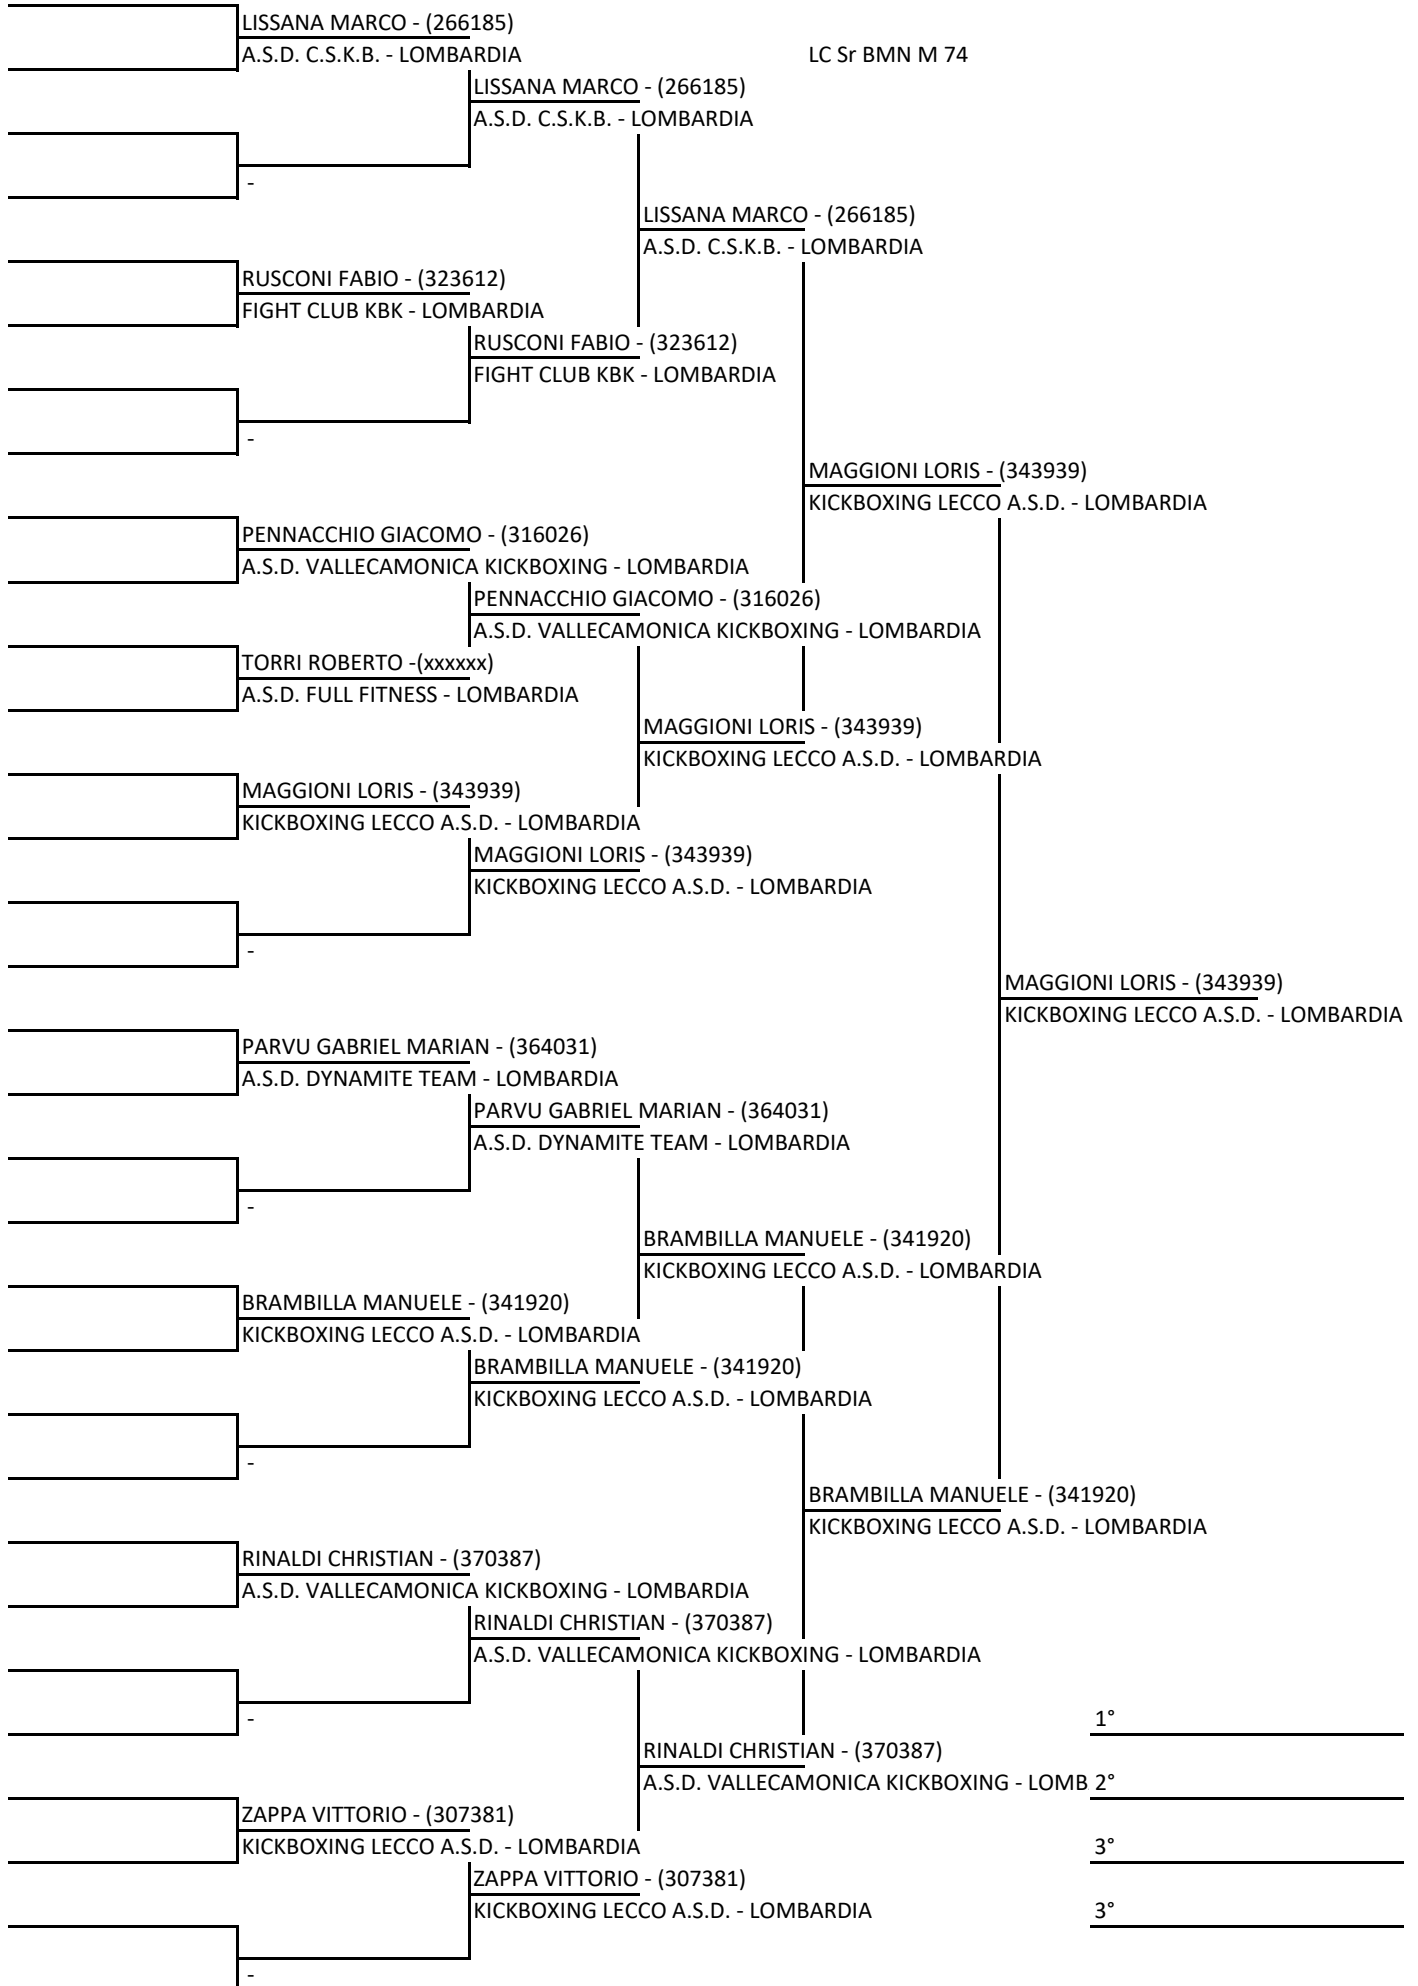 LISSANA MARCO - (266185)
A.S.D. C.S.K.B. - LOMBARDIA
LC Sr BMN M 74
LISSANA MARCO - (266185)
A.S.D. C.S.K.B. - LOMBARDIA
-
LISSANA MARCO - (266185)
A.S.D. C.S.K.B. - LOMBARDIA
RUSCONI FABIO - (323612)
FIGHT CLUB KBK - LOMBARDIA
RUSCONI FABIO - (323612)
FIGHT CLUB KBK - LOMBARDIA
-
MAGGIONI LORIS - (343939)
KICKBOXING LECCO A.S.D. - LOMBARDIA
PENNACCHIO GIACOMO - (316026)
A.S.D. VALLECAMONICA KICKBOXING - LOMBARDIA
PENNACCHIO GIACOMO - (316026)
A.S.D. VALLECAMONICA KICKBOXING - LOMBARDIA
TORRI ROBERTO -(xxxxxx)
A.S.D. FULL FITNESS - LOMBARDIA
MAGGIONI LORIS - (343939)
KICKBOXING LECCO A.S.D. - LOMBARDIA
MAGGIONI LORIS - (343939)
KICKBOXING LECCO A.S.D. - LOMBARDIA
MAGGIONI LORIS - (343939)
KICKBOXING LECCO A.S.D. - LOMBARDIA
-
MAGGIONI LORIS - (343939)
KICKBOXING LECCO A.S.D. - LOMBARDIA
PARVU GABRIEL MARIAN - (364031)
A.S.D. DYNAMITE TEAM - LOMBARDIA
PARVU GABRIEL MARIAN - (364031)
A.S.D. DYNAMITE TEAM - LOMBARDIA
-
BRAMBILLA MANUELE - (341920)
KICKBOXING LECCO A.S.D. - LOMBARDIA
BRAMBILLA MANUELE - (341920)
KICKBOXING LECCO A.S.D. - LOMBARDIA
BRAMBILLA MANUELE - (341920)
KICKBOXING LECCO A.S.D. - LOMBARDIA
-
BRAMBILLA MANUELE - (341920)
KICKBOXING LECCO A.S.D. - LOMBARDIA
RINALDI CHRISTIAN - (370387)
A.S.D. VALLECAMONICA KICKBOXING - LOMBARDIA
RINALDI CHRISTIAN - (370387)
A.S.D. VALLECAMONICA KICKBOXING - LOMBARDIA
-
1°
RINALDI CHRISTIAN - (370387)
A.S.D. VALLECAMONICA KICKBOXING - LOMB
2°
ZAPPA VITTORIO - (307381)
KICKBOXING LECCO A.S.D. - LOMBARDIA
3°
ZAPPA VITTORIO - (307381)
KICKBOXING LECCO A.S.D. - LOMBARDIA
3°
-